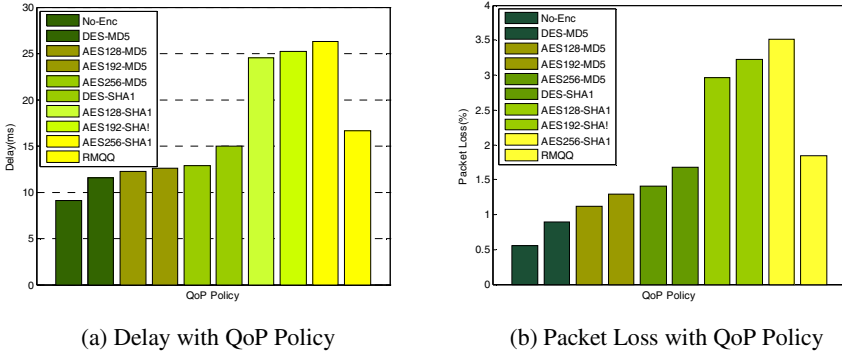 30
25
20
15
10
5
0
Delay(ms)
No-Enc
DES-MD5
AES128-MD5
AES192-MD5
AES256-MD5
DES-SHA1
AES128-SHA1
AES192-SHA!
AES256-SHA1
RMQQ
QoP Policy
(a) Delay with QoP Policy
4
3.5
3
2.5
2
1.5
1
0.5
0
Packet Loss(%)
No-Enc
DES-MD5
AES128-MD5
AES192-MD5
AES256-MD5
DES-SHA1
AES128-SHA1
AES192-SHA!
AES256-SHA1
RMQQ
QoP Policy
(b) Packet Loss with QoP Policy